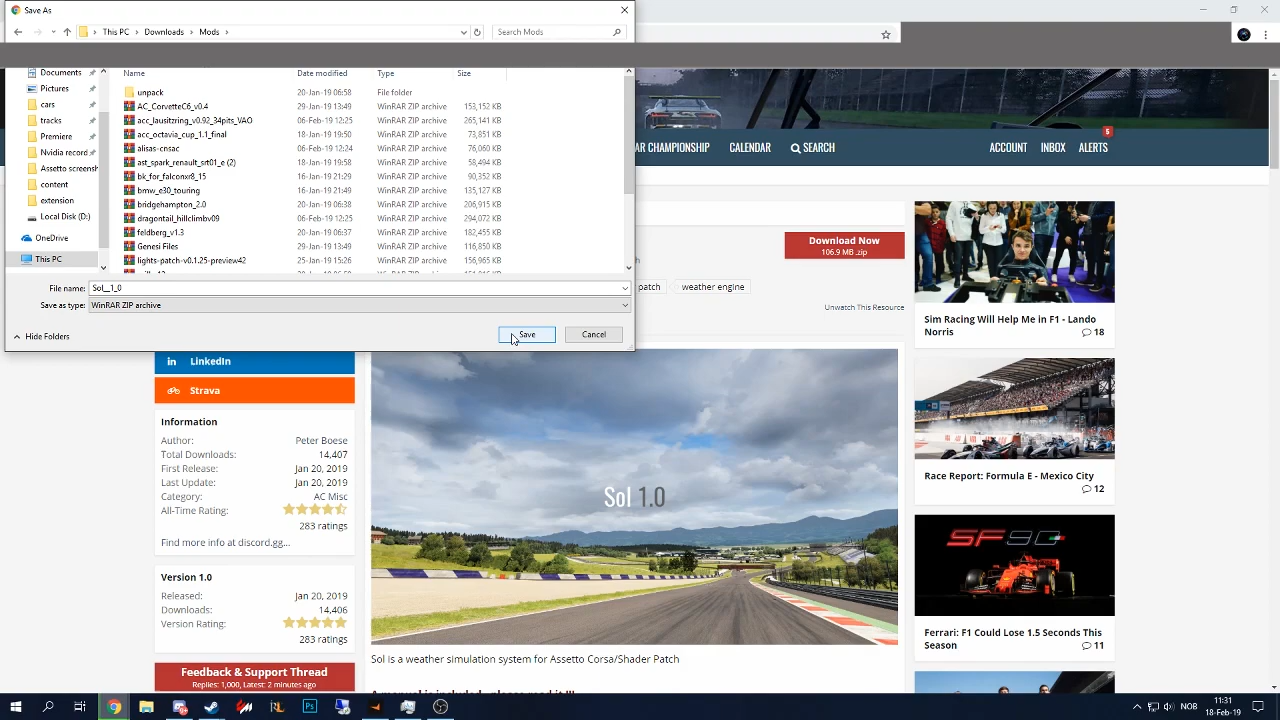 Save As
This PC > Downloads > Mods >
Search Mods
Documents
Pictures
cars
tracks
Premiere
Nvidia record
Assetto screensh
content
extension
Local Disk (D:)
OneDrive
This PC
Name Date modified Type Size
unpack 20-Jan-19 06:58 File folder
AC_CorvetteC6_v0.4 29-Jan-19 13:49 WinRAR ZIP archive 153,152 KB
acc_lausitzring_v0.92_34pits_VAO 06-Feb-19 12:25 WinRAR ZIP archive 265,141 KB
acc_octavia_cup_1.1_final 18-Jan-19 19:50 WinRAR ZIP archive 73,851 KB
alisas-cnsac 06-Feb-19 12:24 WinRAR ZIP archive 76,060 KB
ast_spark_renault_srt01_e (2) 18-Jan-19 19:58 WinRAR ZIP archive 58,494 KB
bk_for_falconxr8_15 16-Jan-19 21:29 WinRAR ZIP archive 90,352 KB
bmw_e30_touring 16-Jan-19 21:49 WinRAR ZIP archive 135,127 KB
bridgehampton_2.0 20-Jan-19 06:38 WinRAR ZIP archive 206,915 KB
dragontail_hillclimbv09 06-Feb-19 12:25 WinRAR ZIP archive 294,072 KB
feldberg_v1.3 20-Jan-19 06:37 WinRAR ZIP archive 182,455 KB
Genesi Files 29-Jan-19 13:49 WinRAR ZIP archive 116,850 KB
lights-patch-v0.1.25-preview42 25-Jan-19 15:26 WinRAR ZIP archive 156,965 KB
File name: Sol__1_0
Save as type: WinRAR ZIP archive
Hide Folders
Save
Cancel
AR CHAMPIONSHIP
CALENDAR
SEARCH
ACCOUNT
INBOX
ALERTS
5
Download Now
106.9 MB .zip
patch
weather engine
Unwatch This Resource
LinkedIn
Strava
Information
Author: Peter Boese
Total Downloads: 14,407
First Release: Jan 20, 2019
Last Update: Jan 20, 2019
Category: AC Misc
All-Time Rating:
283 ratings
Find more info at discord.gg...
Version 1.0
Released: Jan 20, 2019
Downloads: 14,406
Version Rating:
283 ratings
Feedback & Support Thread
Replies: 1,000, Latest: 2 minutes ago
Sol 1.0
Sol is a weather simulation system for Assetto Corsa/Shader Patch
Sim Racing Will Help Me in F1 - Lando
Norris
18
Race Report: Formula E - Mexico City
12
SF90
Ferrari: F1 Could Lose 1.5 Seconds This
Season
11
NOB
11:31
18-Feb-19